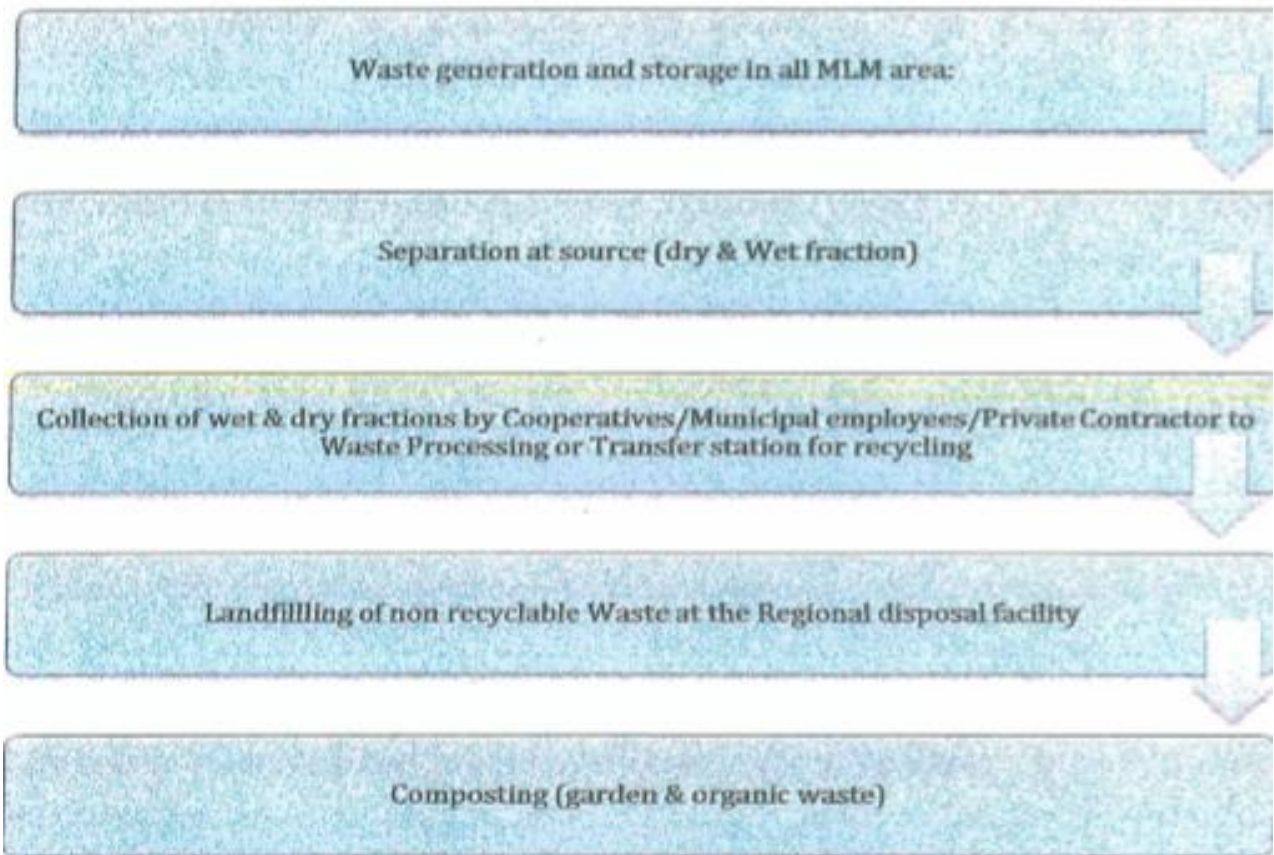 Waste generation and storage in all MLM area:
Separation at source (dry & Wet fraction)
Collection of wet & dry fractions by Cooperatives/Municipal employees/Private Contractor to
Waste Processing or Transfer station for recycling
Landfillling of non recyclable Waste at the Regional disposal facility
Composting (garden & organic waste)